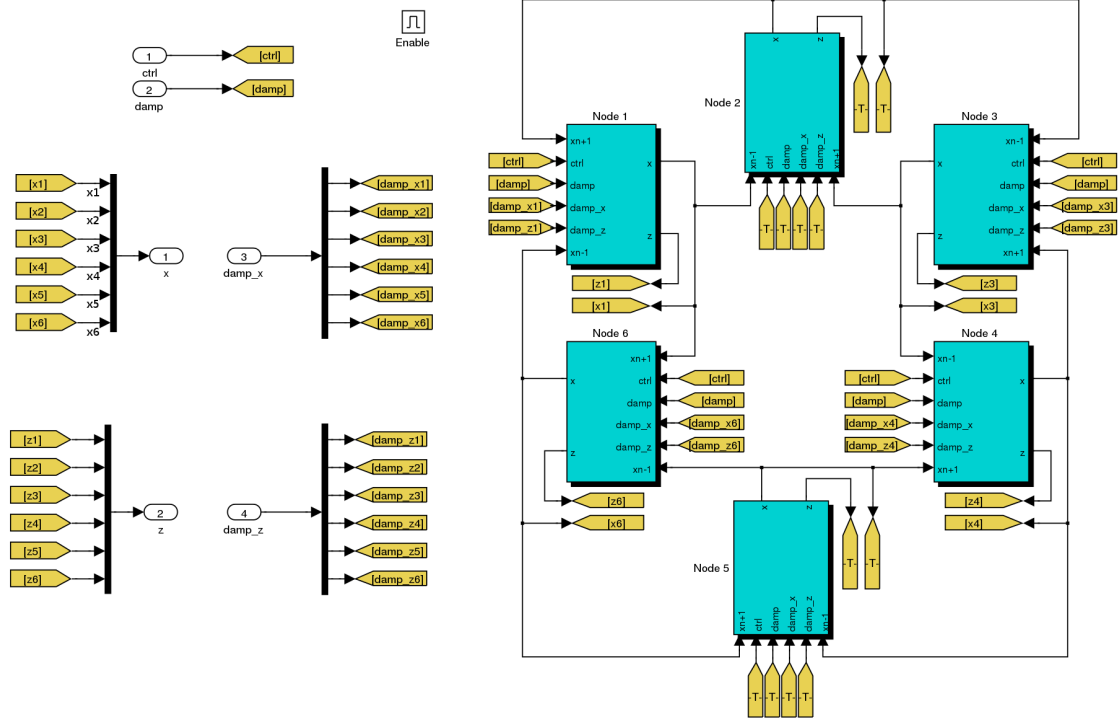 Enable
1
ctrl
[ctrl]
2
damp
[damp]
[x1]
x1
[x2]
x2
[x3]
x3
[x4]
x4
[x5]
x5
[x6]
x6
1
x
3
damp_x
[damp_x1]
[damp_x2]
[damp_x3]
[damp_x4]
[damp_x5]
[damp_x6]
[z1]
[z2]
[z3]
[z4]
[z5]
[z6]
2
z
4
damp_z
[damp_z1]
[damp_z2]
[damp_z3]
[damp_z4]
[damp_z5]
[damp_z6]
Node 1
[ctrl]
[damp]
[damp_x1]
[damp_z1]
xn+1
ctrl
damp
damp_x
damp_z
xn-1
x
z
[z1]
[x1]
Node 2
x
z
xn-1
ctrl
damp
damp_x
damp_z
xn+1
-T-
-T-
-T-
-T-
-T-
-T-
Node 3
x
z
xn-1
ctrl
damp
damp_x
damp_z
xn+1
[ctrl]
[damp]
[damp_x3]
[damp_z3]
[z3]
[x3]
Node 6
x
z
xn+1
ctrl
damp
damp_x
damp_z
xn-1
[ctrl]
[damp]
[damp_x6]
[damp_z6]
[z6]
[x6]
Node 4
[ctrl]
[damp]
[damp_x4]
[damp_z4]
xn-1
ctrl
damp
damp_x
damp_z
xn+1
x
z
[z4]
[x4]
Node 5
x
z
xn+1
ctrl
damp
damp_x
damp_z
xn-1
-T-
-T-
-T-
-T-
-T-
-T-